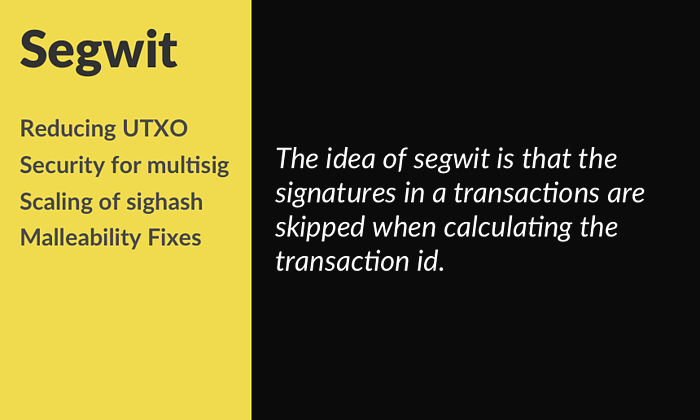 Segwit
Reducing UTXO
Security for multisig
Scaling of sighash
Malleability Fixes
The idea of segwit is that the
signatures in a transactions are
skipped when calculating the
transaction id.